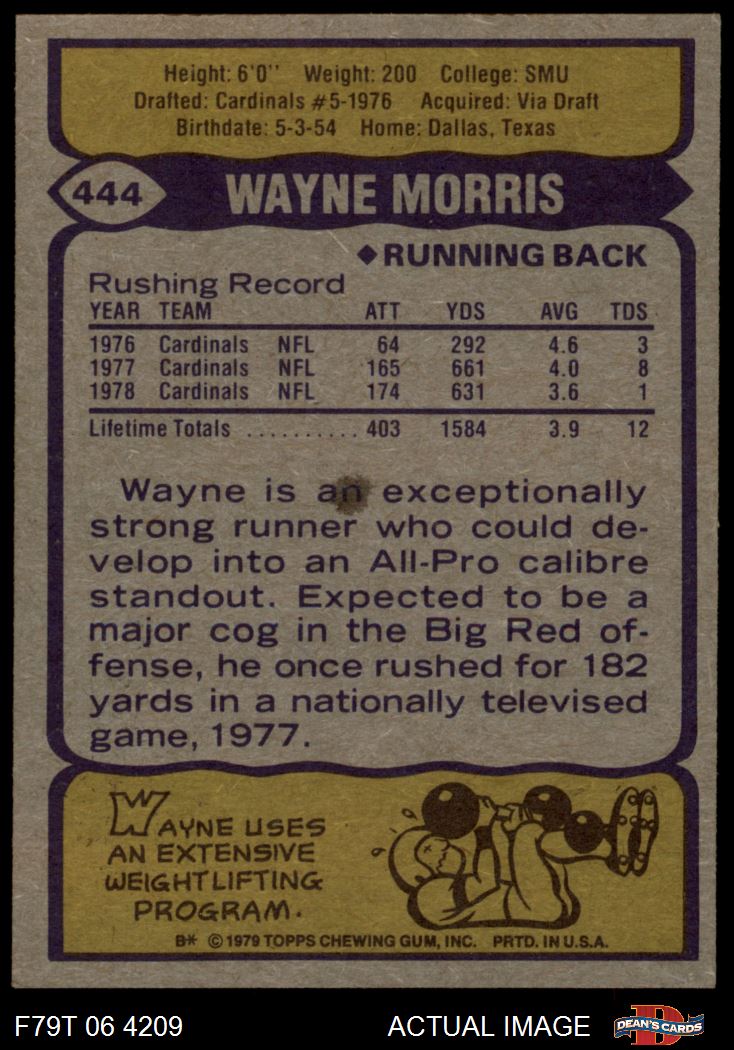 Height: 6'0" Weight: 200 College: SMU
Drafted: Cardinals #5-1976 Acquired: Via Draft
Birthdate: 5-3-54 Home: Dallas, Texas
444 WAYNE MORRIS
◆RUNNING BACK
Rushing Record
YEAR TEAM ATT YDS AVG TDS
1976 Cardinals NFL 64 292 4.6 3
1977 Cardinals NFL 165 661 4.0 8
1978 Cardinals NFL 174 631 3.6 1
Lifetime Totals .......... 403 1584 3.9 12
Wayne is an exceptionally
strong runner who could de-
velop into an All-Pro calibre
standout. Expected to be a
major cog in the Big Red of-
fense, he once rushed for 182
yards in a nationally televised
game, 1977.
WAYNE USES
AN EXTENSIVE
WEIGHTLIFTING
PROGRAM.
B* © 1979 TOPPS CHEWING GUM, INC. PRTD. IN U.S.A.
F79T 06 4209 ACTUAL IMAGE D DEAN'S CARDS